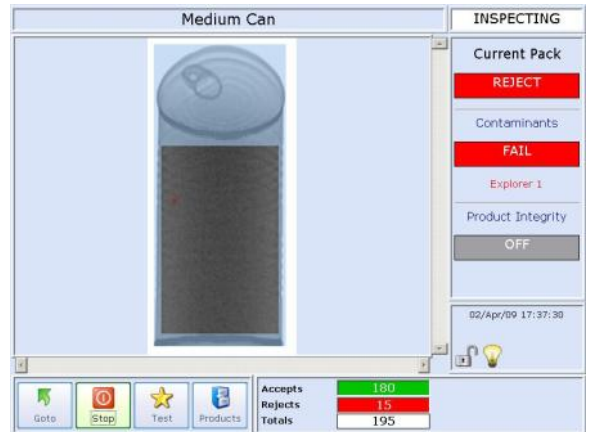 Medium Can
INSPECTING
Current Pack
REJECT
Contaminants
FAIL
Explorer 1
Product Integrity
OFF
02/Apr/09 17:37:30
Goto
Stop
Test
Products
Accepts 180
Rejects 15
Totals 195